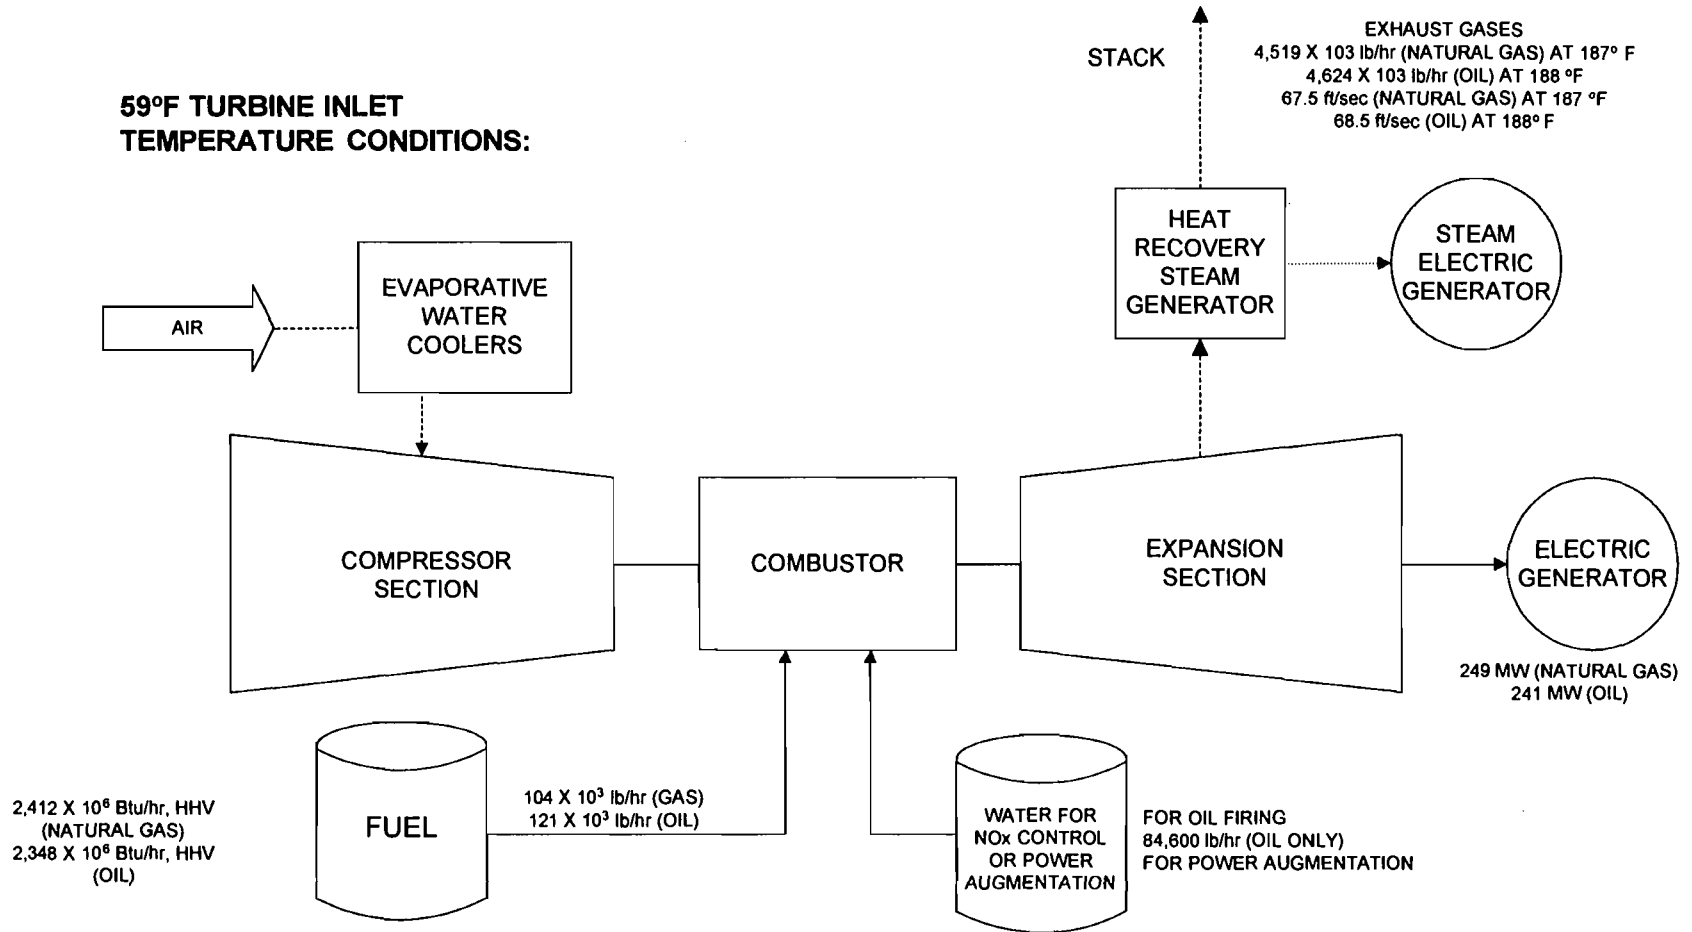 59ºF TURBINE INLET
TEMPERATURE CONDITIONS:
STACK
EXHAUST GASES
4,519 X 103 lb/hr (NATURAL GAS) AT 187º F
4,624 X 103 lb/hr (OIL) AT 188 ºF
67.5 ft/sec (NATURAL GAS) AT 187 ºF
68.5 ft/sec (OIL) AT 188º F
AIR
EVAPORATIVE
WATER
COOLERS
HEAT
RECOVERY
STEAM
GENERATOR
STEAM
ELECTRIC
GENERATOR
COMPRESSOR
SECTION
COMBUSTOR
EXPANSION
SECTION
ELECTRIC
GENERATOR
249 MW (NATURAL GAS)
241 MW (OIL)
2,412 X 10⁶ Btu/hr, HHV
(NATURAL GAS)
2,348 X 10⁶ Btu/hr, HHV
(OIL)
FUEL
104 X 10³ lb/hr (GAS)
121 X 10³ lb/hr (OIL)
WATER FOR
NOx CONTROL
OR POWER
AUGMENTATION
FOR OIL FIRING
84,600 lb/hr (OIL ONLY)
FOR POWER AUGMENTATION